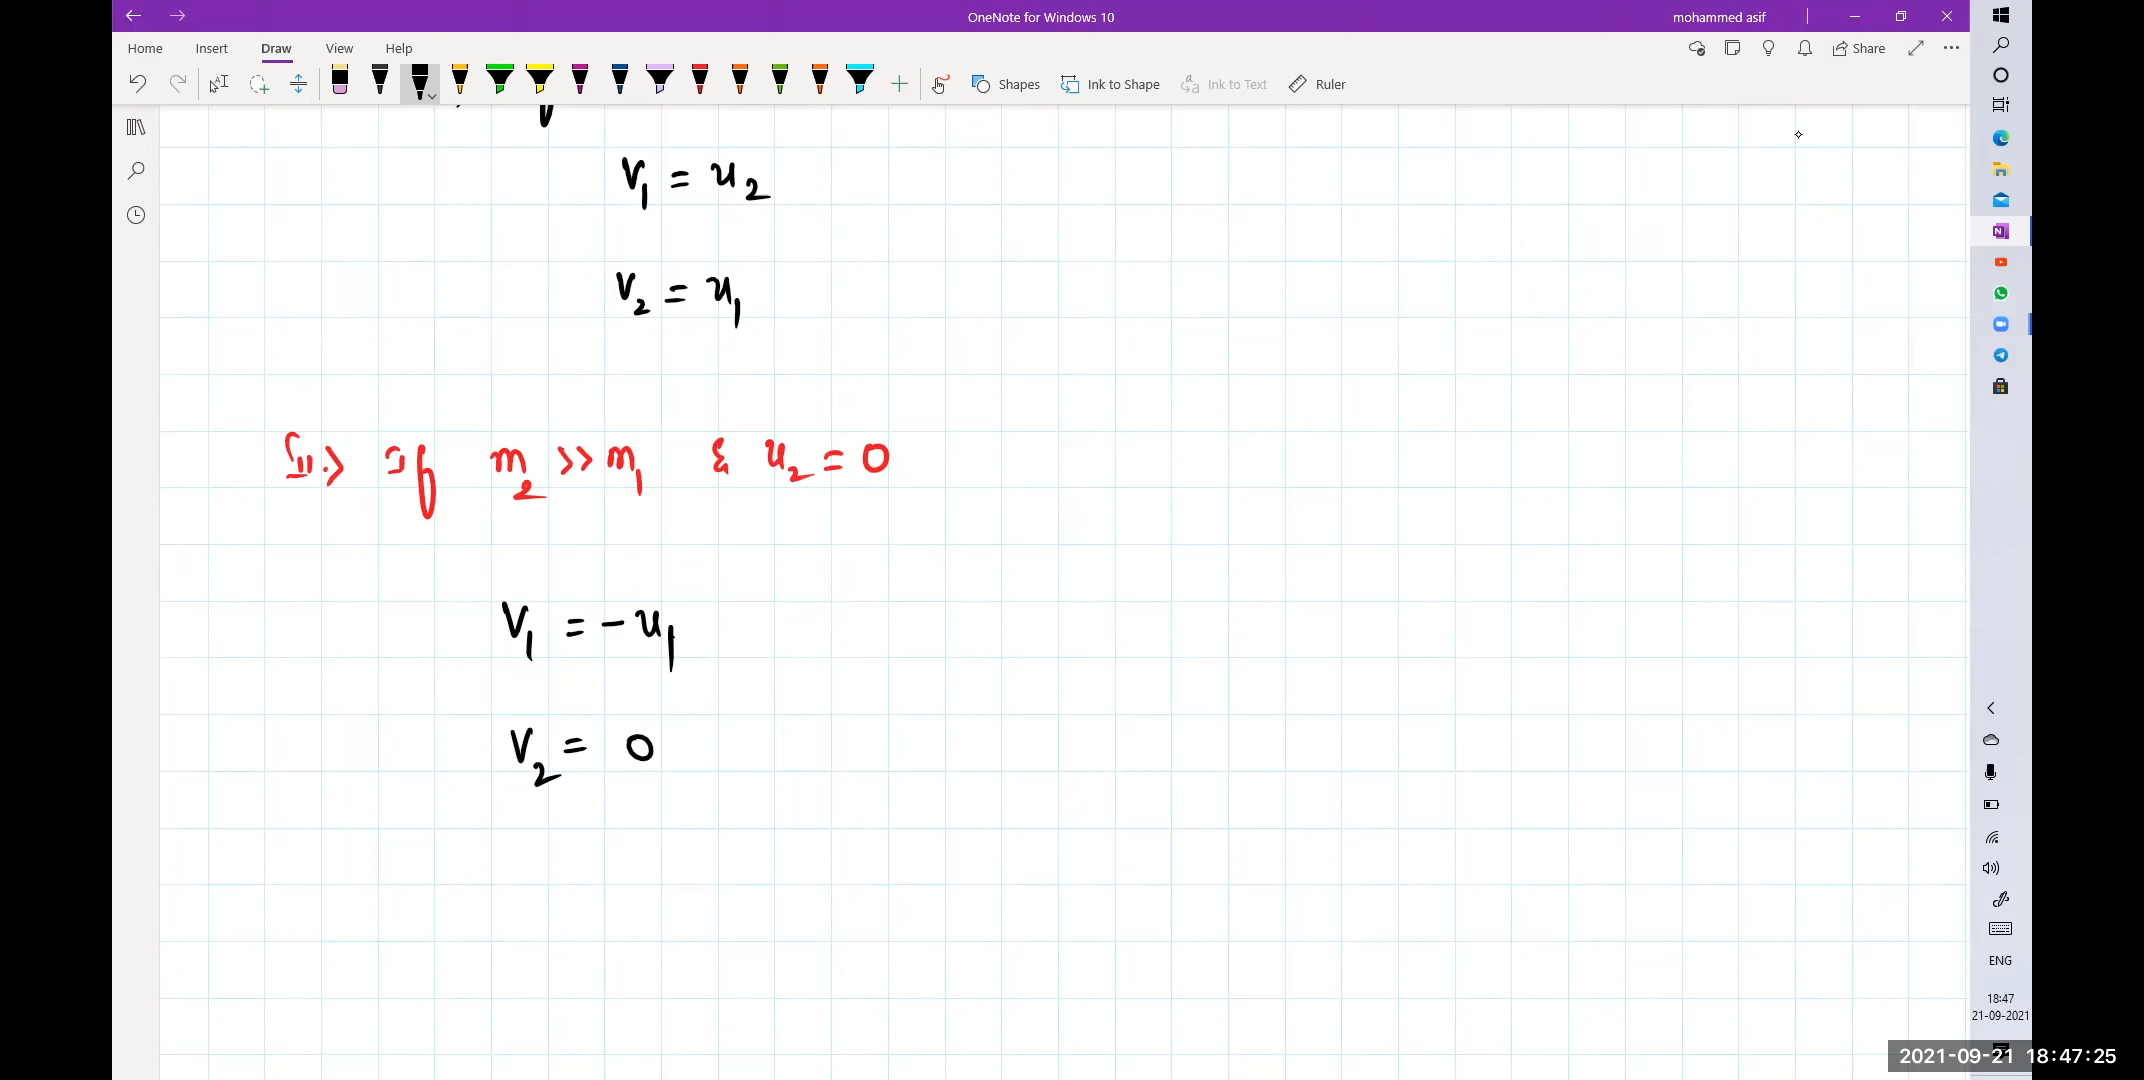 OneNote for Windows 10
mohammed asif
Home Insert Draw View Help
Share
Shapes Ink to Shape Ink to Text Ruler
V₁ = u₂
V₂ = u₁
II.> If m₂ >> m₁ & u₂ = 0
V₁ = - u₁
V₂ = 0
ENG
18:47
21-09-2021
2021-09-21 18:47:25